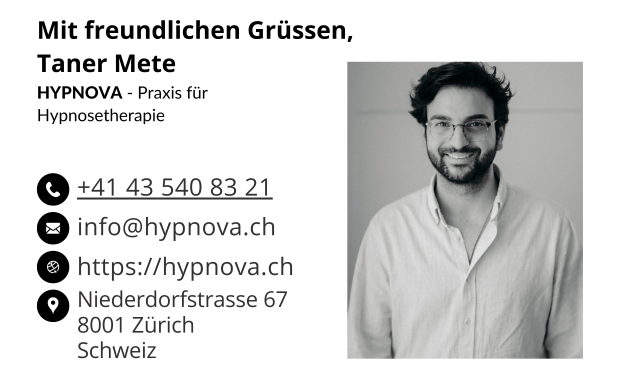 Mit freundlichen Grüssen,
Taner Mete
HYPNOVA - Praxis für
Hypnosetherapie
+41 43 540 83 21
info@hypnova.ch
https://hypnova.ch
Niederdorfstrasse 67
8001 Zürich
Schweiz